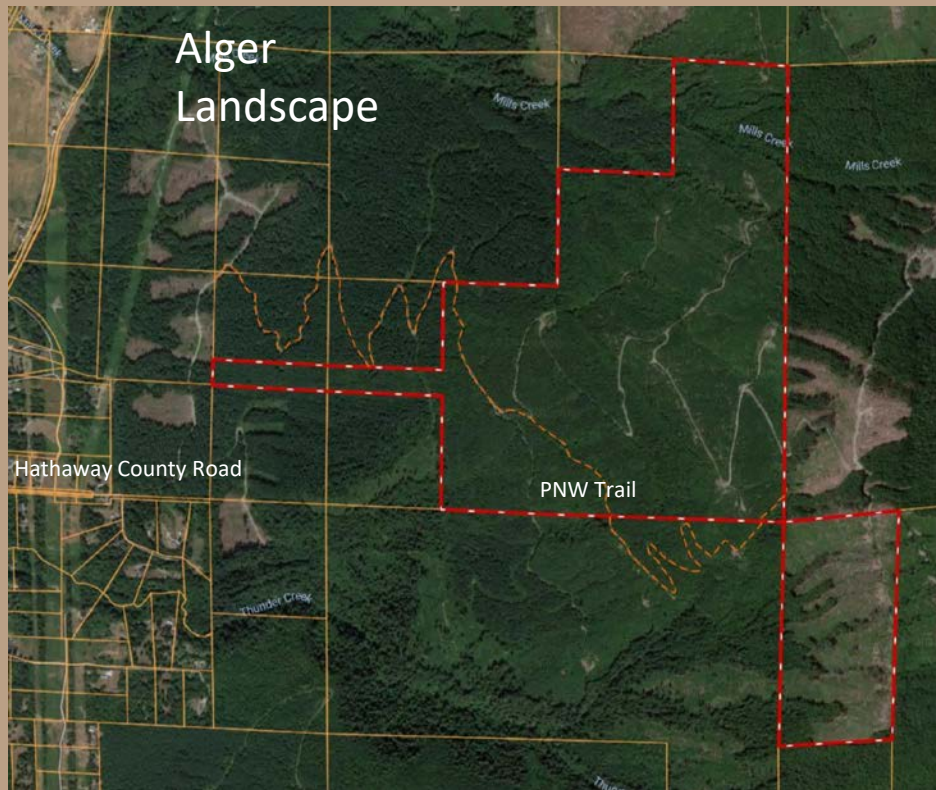 Alger
Landscape
Mills Creek
Mills Creek
Mills Creek
Hathaway County Road
PNW Trail
Thunder Creek